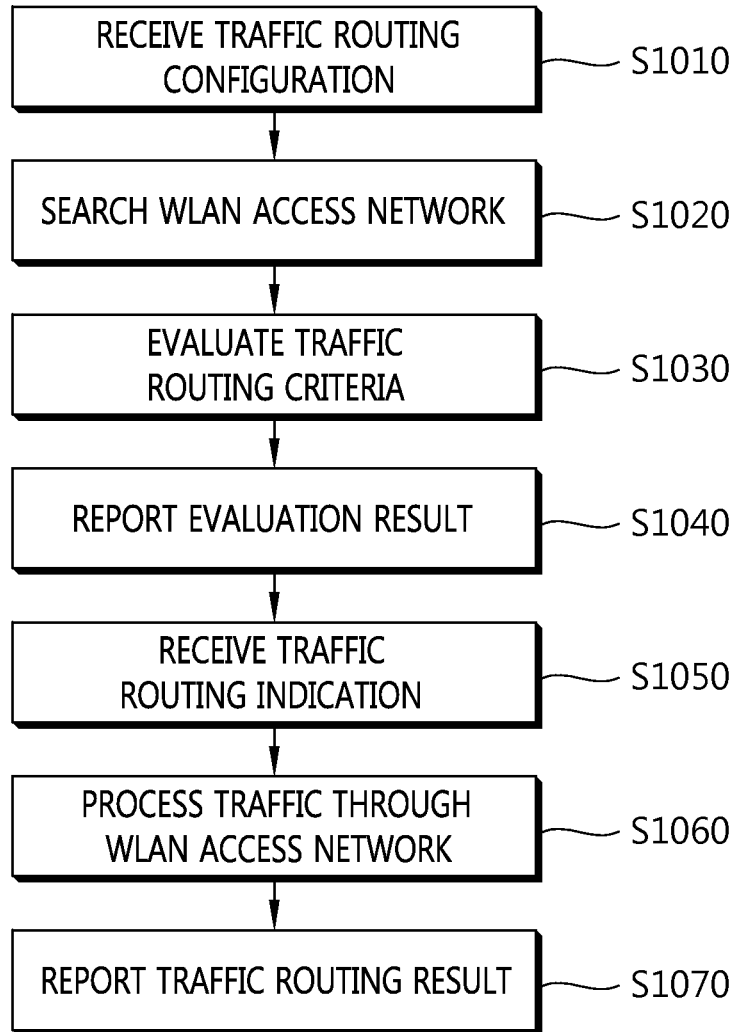 RECEIVE TRAFFIC ROUTING
CONFIGURATION
S1010
SEARCH WLAN ACCESS NETWORK
S1020
EVALUATE TRAFFIC
ROUTING CRITERIA
S1030
REPORT EVALUATION RESULT
S1040
RECEIVE TRAFFIC
ROUTING INDICATION
S1050
PROCESS TRAFFIC THROUGH
WLAN ACCESS NETWORK
S1060
REPORT TRAFFIC ROUTING RESULT
S1070